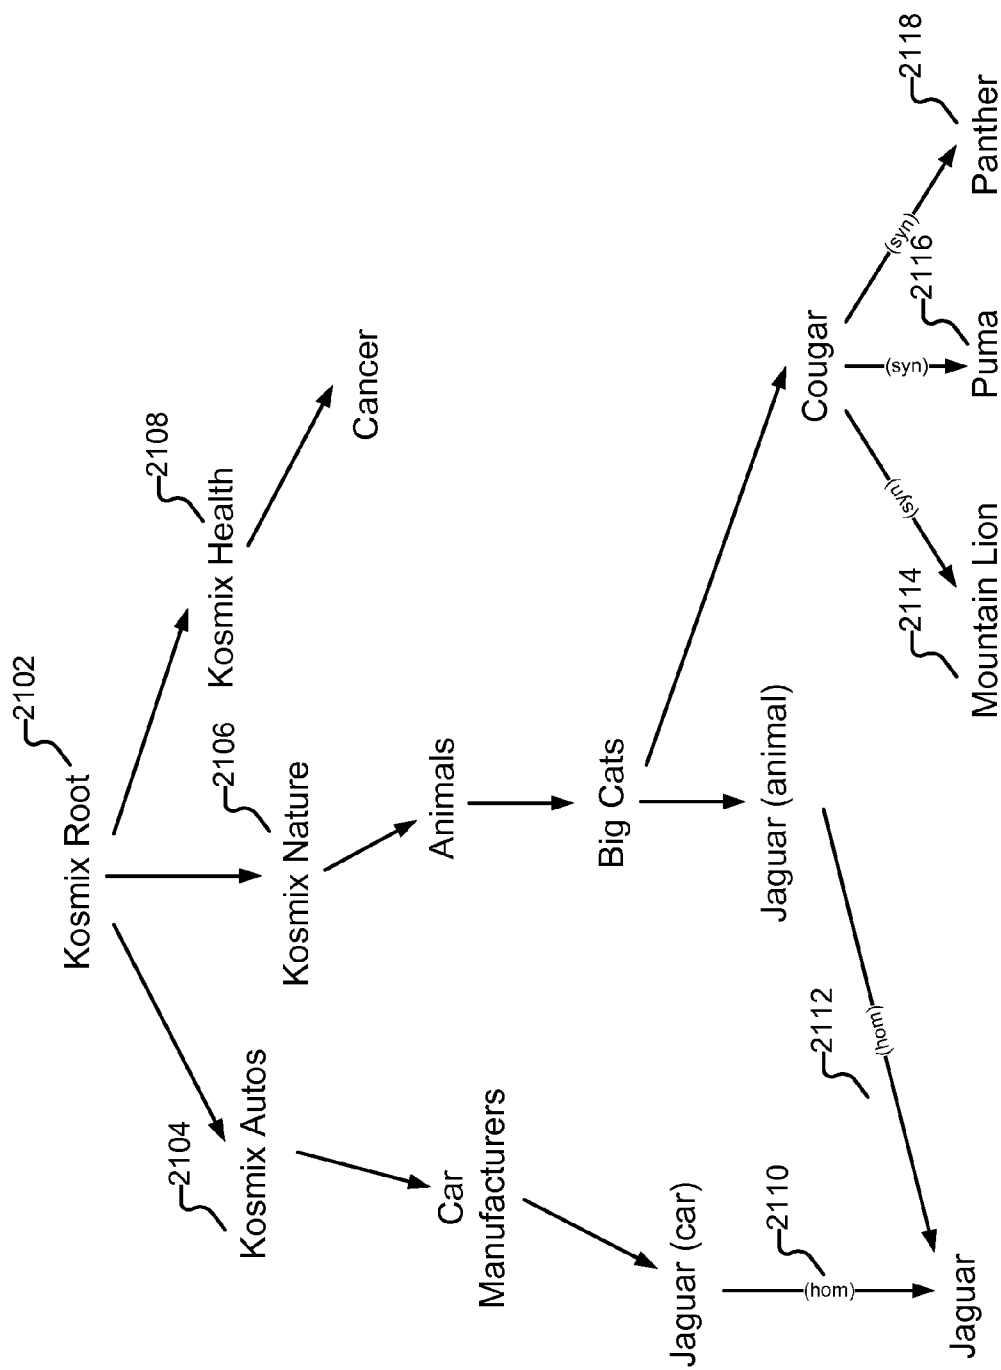 2102
Kosmix Root
2104
Kosmix Autos
2106
Kosmix Nature
2108
Kosmix Health
Car
Manufacturers
Animals
Cancer
Big Cats
Jaguar (car)
Jaguar (animal)
Cougar
2110
(hom)
2112
(hom)
(syn)
(syn)
(syn)
Jaguar
2114
Mountain Lion
2116
Puma
2118
Panther